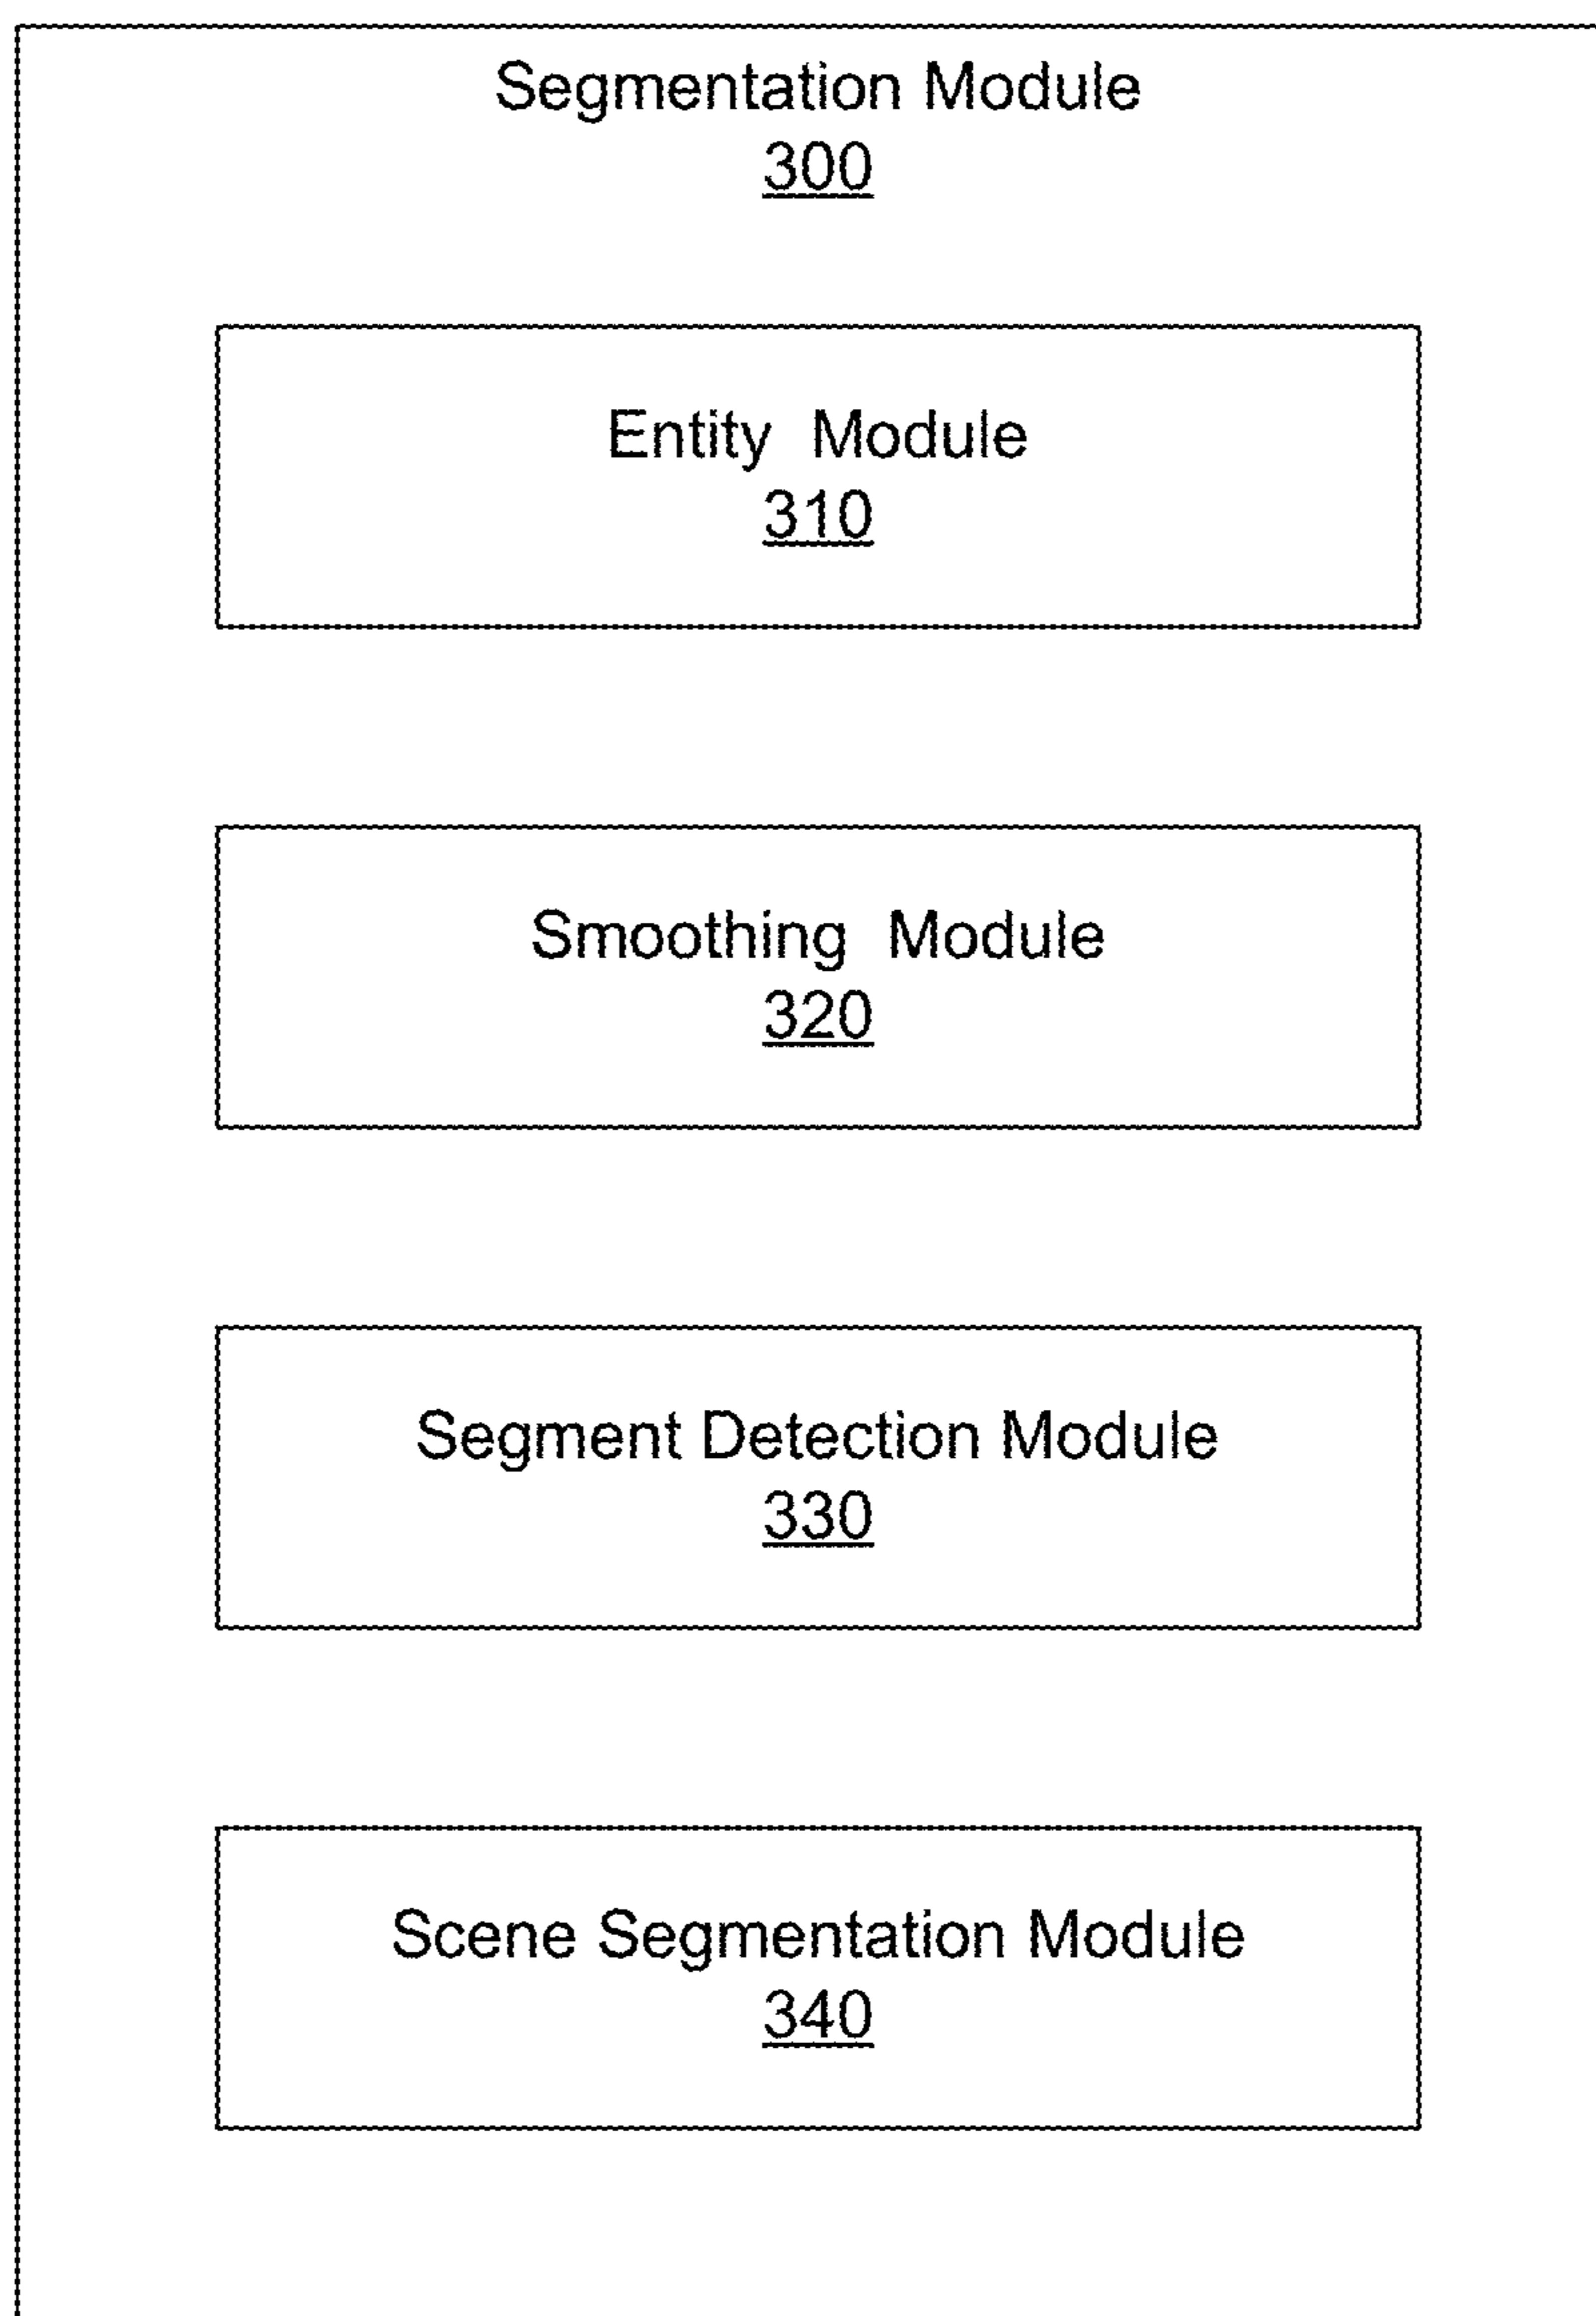 Segmentation Module
300
Entity Module
310
Smoothing Module
320
Segment Detection Module
330
Scene Segmentation Module
340